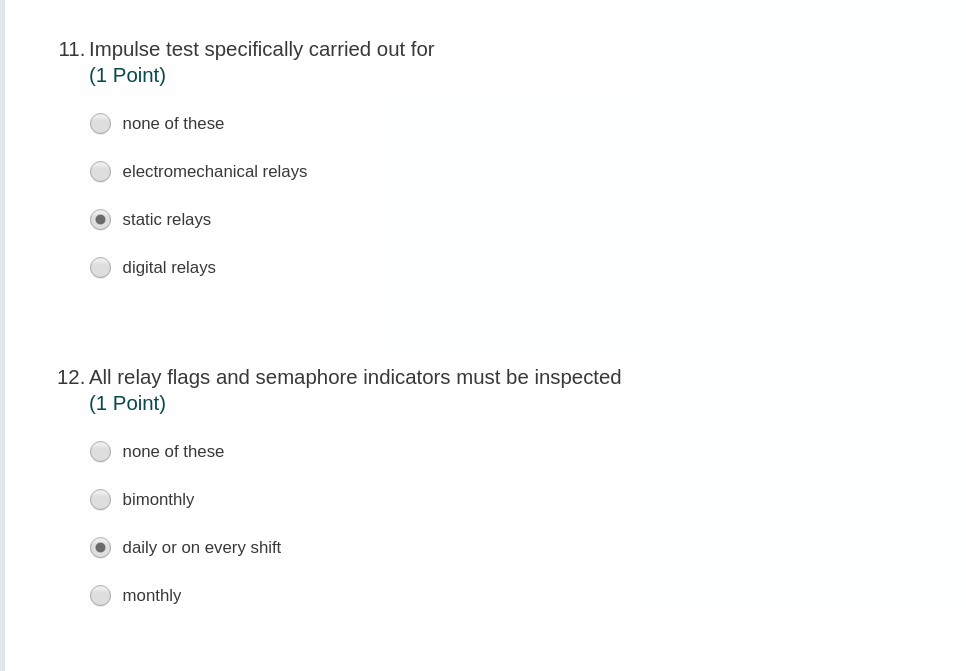 11. Impulse test specifically carried out for
(1 Point)
none of these
electromechanical relays
static relays
digital relays
12. All relay flags and semaphore indicators must be inspected
(1 Point)
none of these
bimonthly
daily or on every shift
monthly